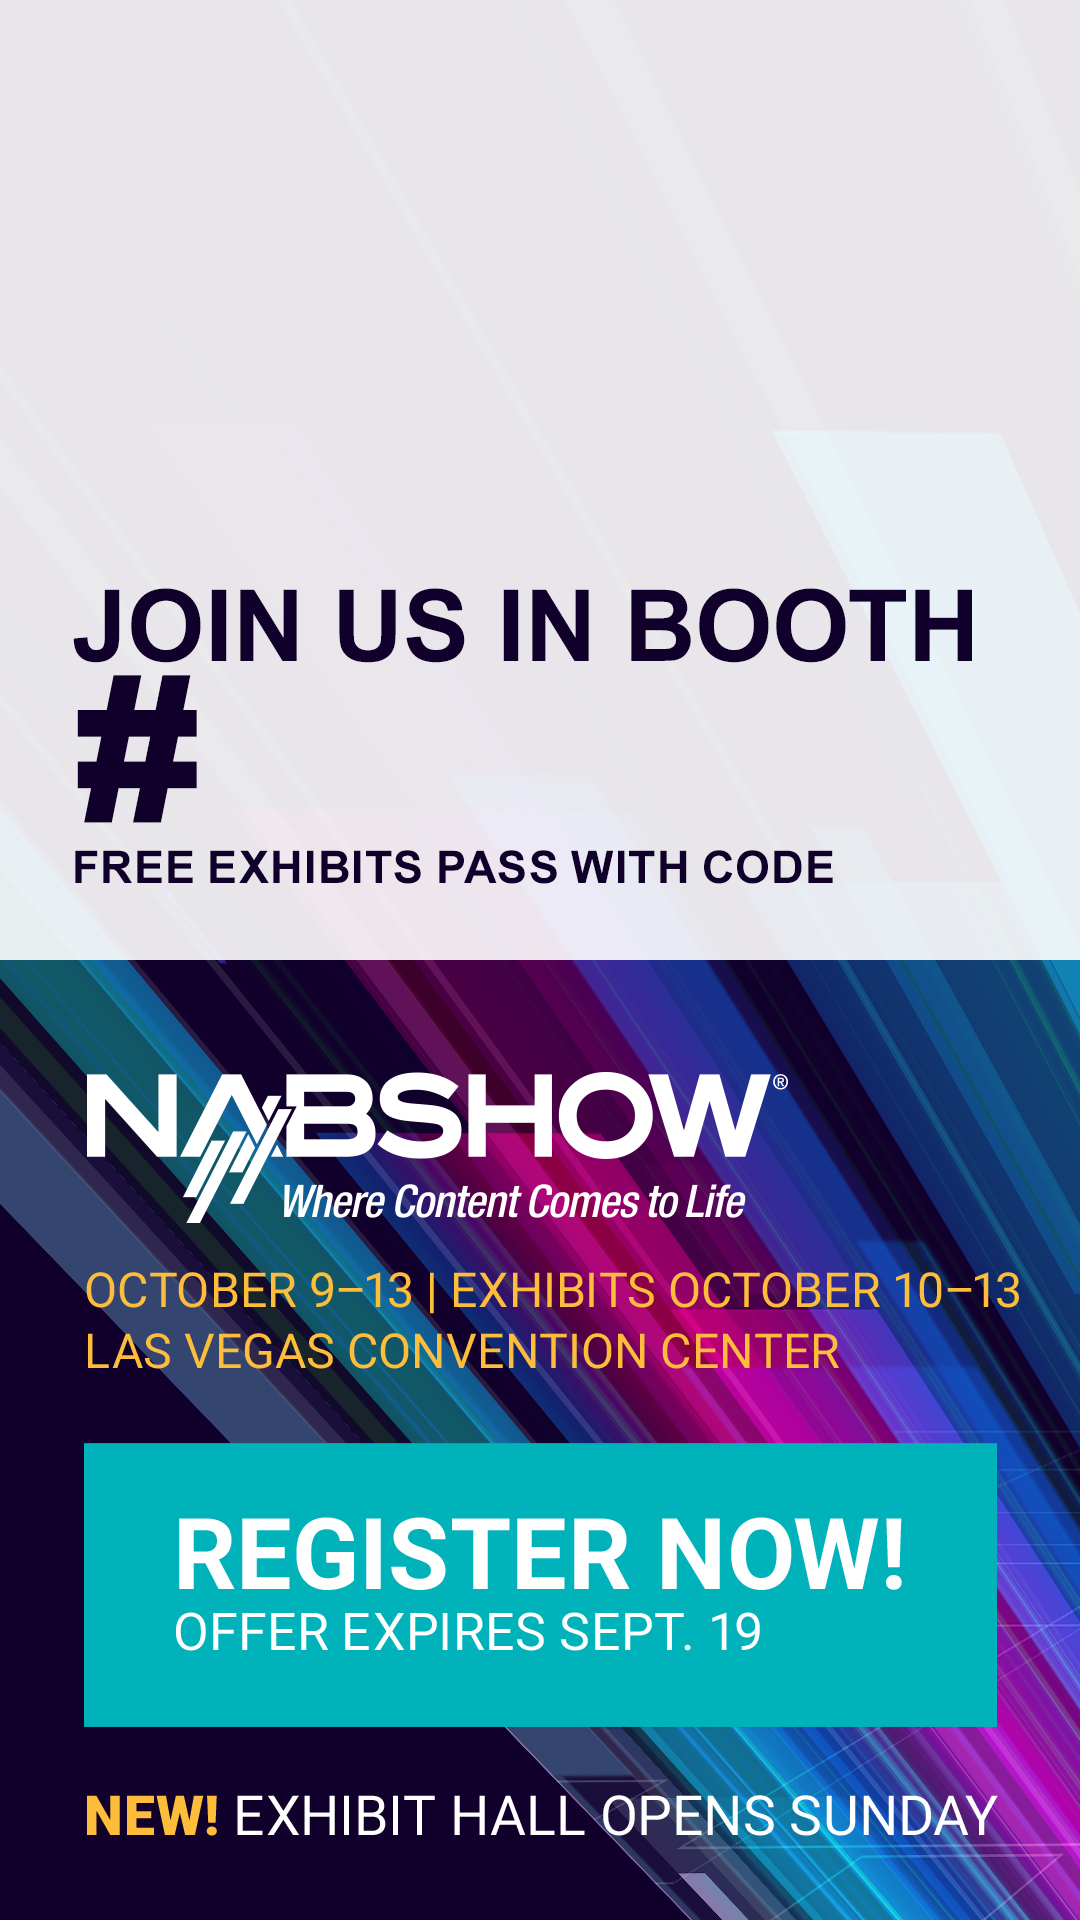 JOIN US IN BOOTH
#
FREE EXHIBITS PASS WITH CODE
NABSHOW®
Where Content Comes to Life
OCTOBER 9–13 | EXHIBITS OCTOBER 10–13
LAS VEGAS CONVENTION CENTER
REGISTER NOW!
OFFER EXPIRES SEPT. 19
NEW! EXHIBIT HALL OPENS SUNDAY